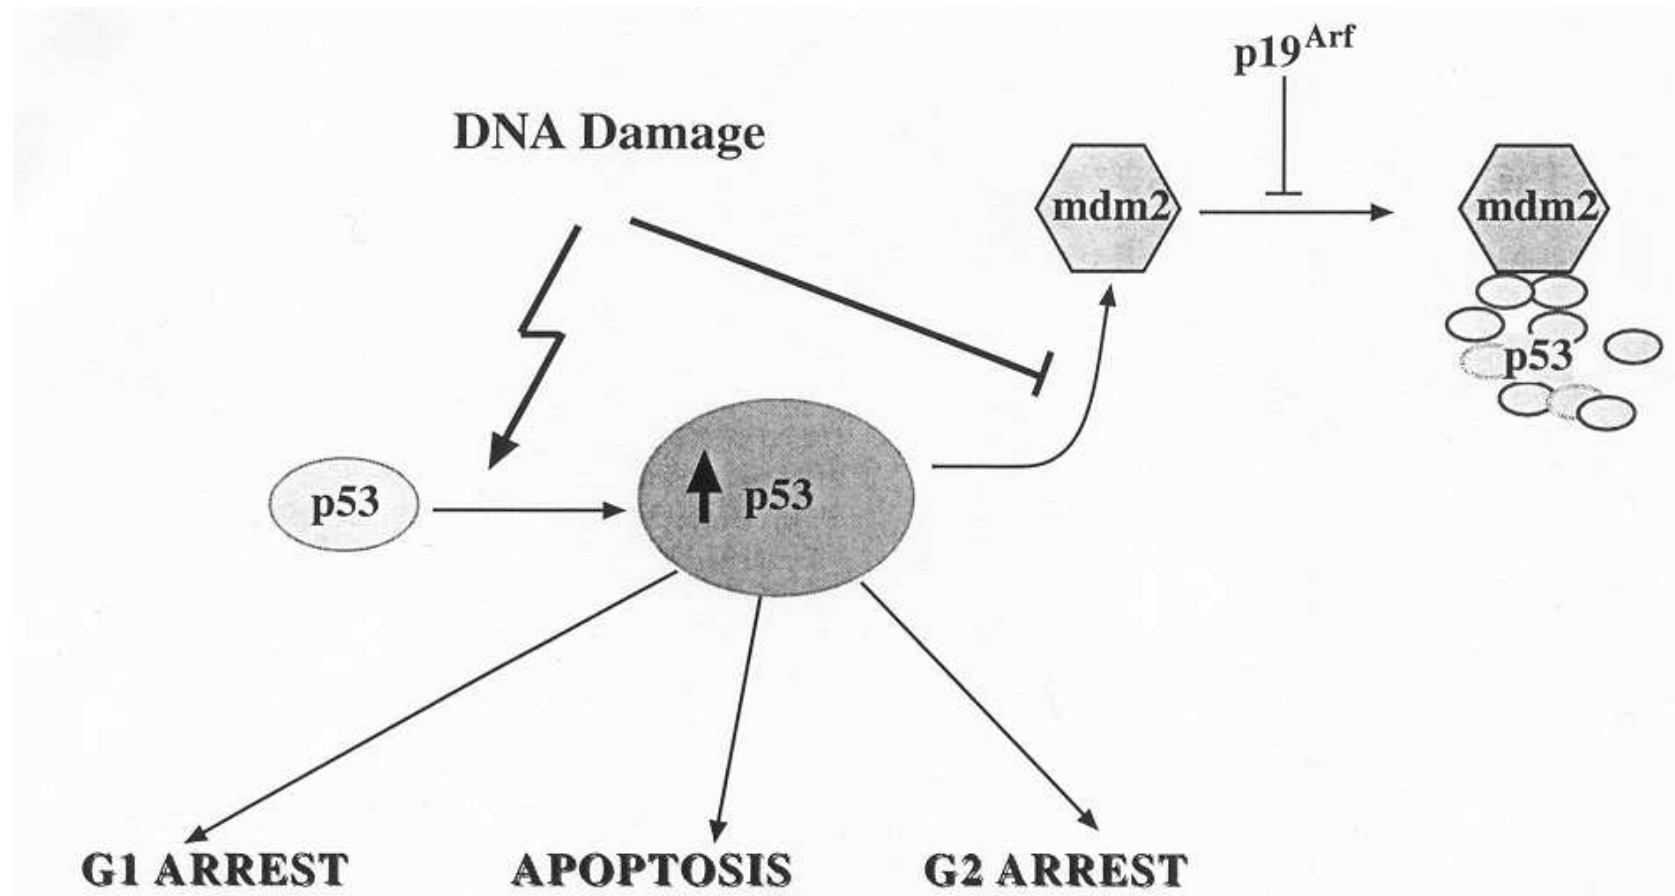 p19Arf
DNA Damage
mdm2
mdm2
p53
p53
p53
G1 ARREST
APOPTOSIS
G2 ARREST